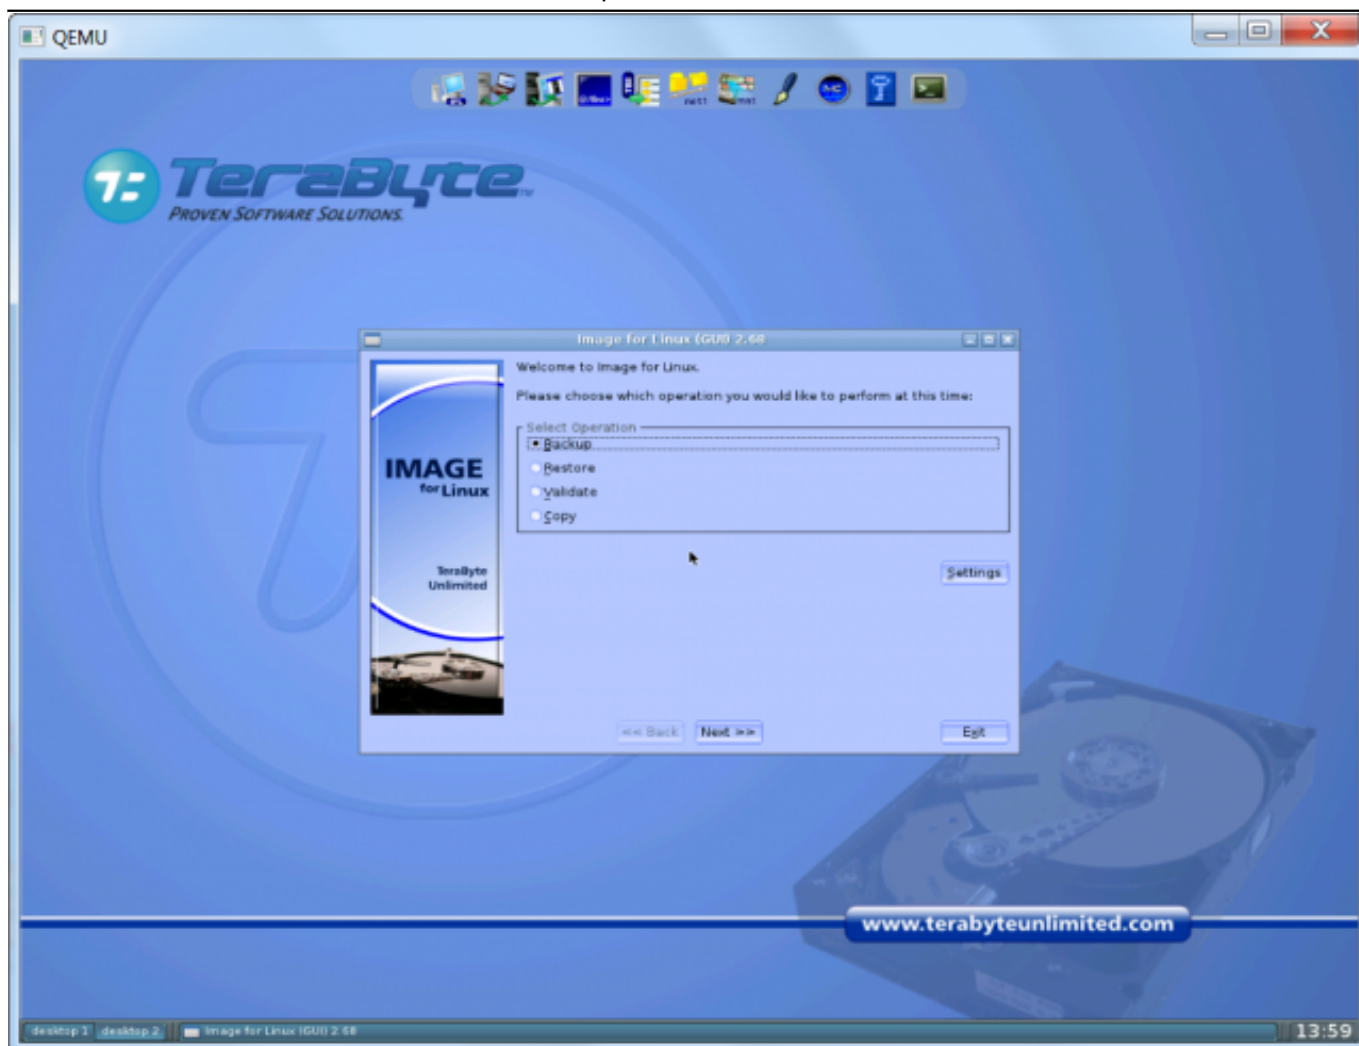 QEMU
TeraByte
PROVEN SOFTWARE SOLUTIONS.
Image for Linux (GUI) 2.68
Welcome to Image for Linux.
Please choose which operation you would like to perform at this time:
Select Operation
Backup
Restore
Validate
Copy
IMAGE
for Linux
TeraByte
Unlimited
Settings
<< Back
Next >>
Exit
www.terabyteunlimited.com
desktop 1
desktop 2
Image for Linux (GUI) 2.68
13:59